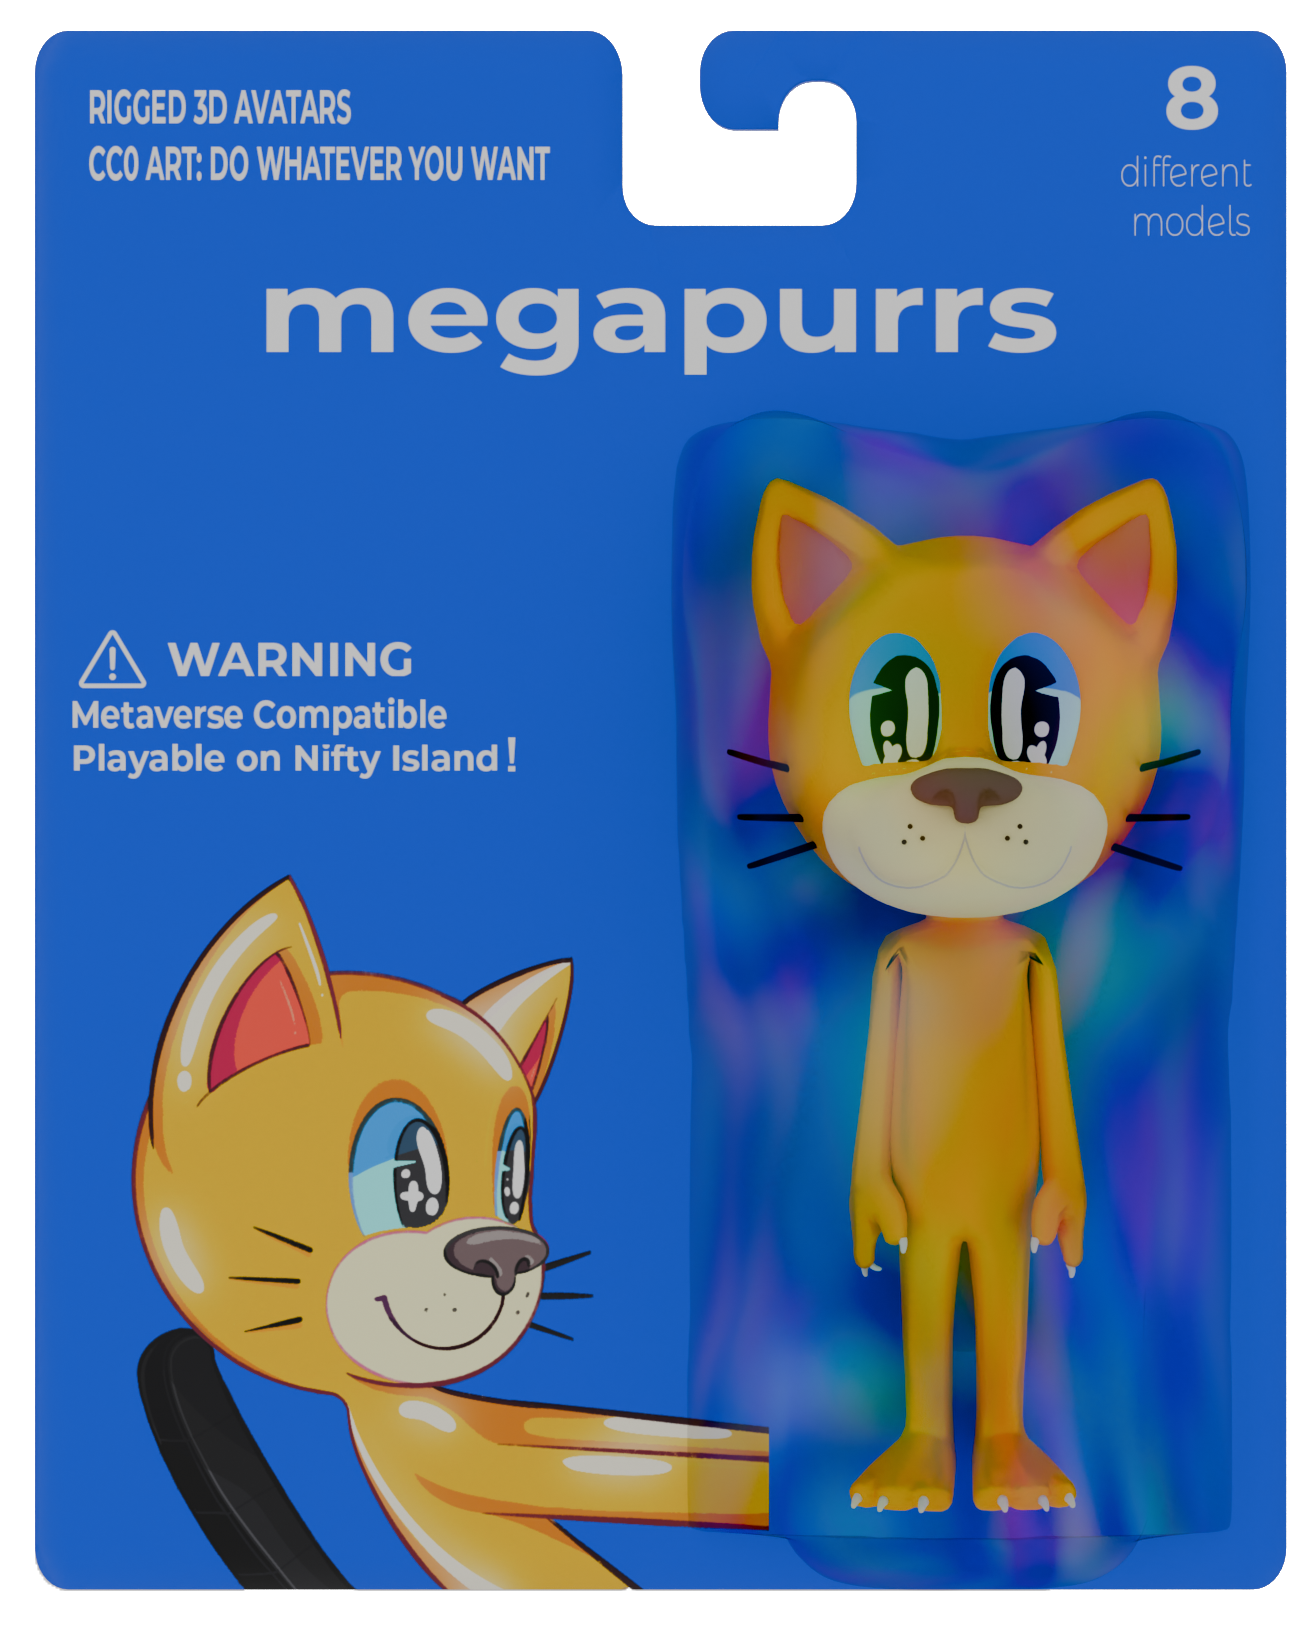 RIGGED 3D AVATARS
CC0 ART: DO WHATEVER YOU WANT
8
different
models
megapurrs
WARNING
Metaverse Compatible
Playable on Nifty Island!